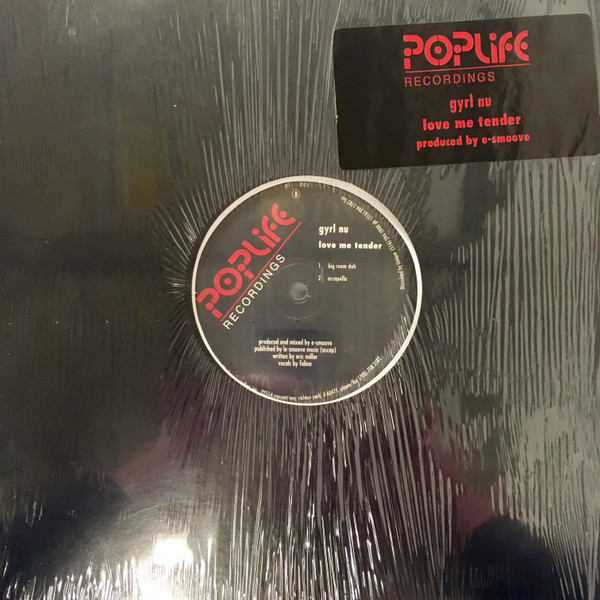 POPLIFE
RECORDINGS
gyrl nu
love me tender
produced by e-smoove
POPLIFE
RECORDINGS
gyrl nu
love me tender
1. big room dub
2. accapella
produced and mixed by e-smoove
published by le smoove music (ascap)
written by eric miller
vocals by feline